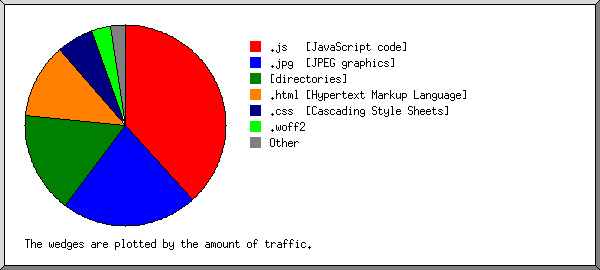 .js [JavaScript code]
.jpg [JPEG graphics]
[directories]
.html [Hypertext Markup Language]
.css [Cascading Style Sheets]
.woff2
Other
The wedges are plotted by the amount of traffic.